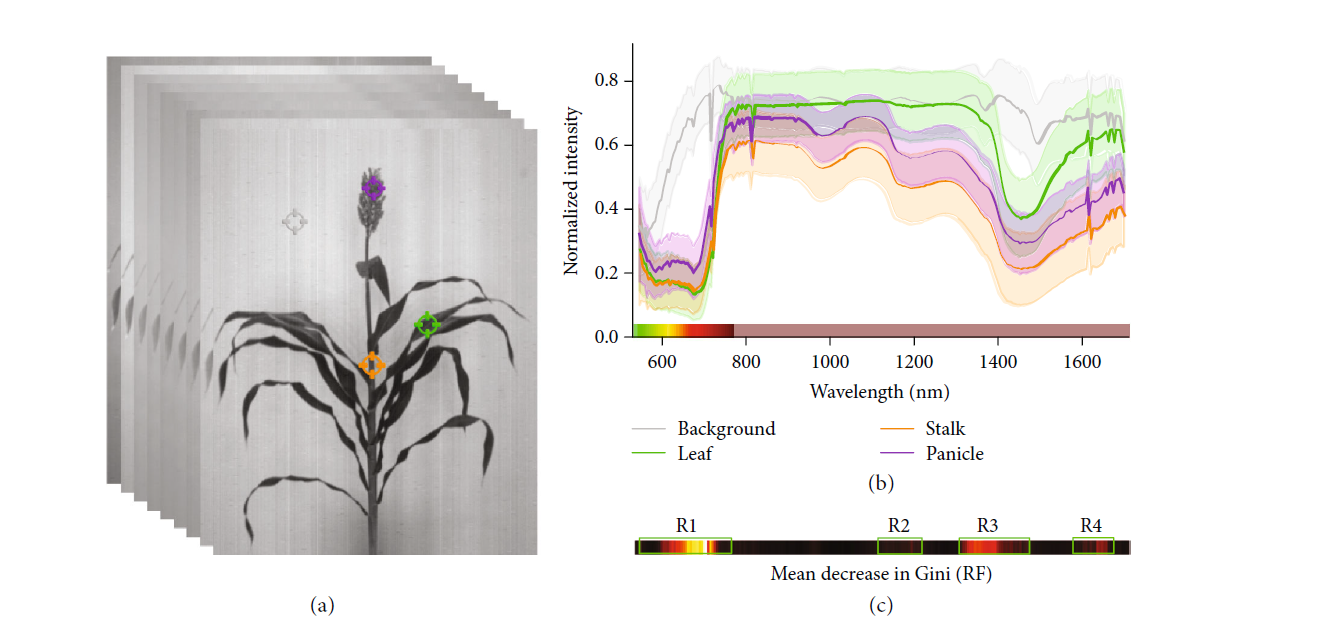 Normalized intensity
0.8
0.6
0.4
0.2
0.0
600 800 1000 1200 1400 1600
Wavelength (nm)
Background
Leaf
Stalk
Panicle
(b)
R1 R2 R3 R4
Mean decrease in Gini (RF)
(a)
(c)